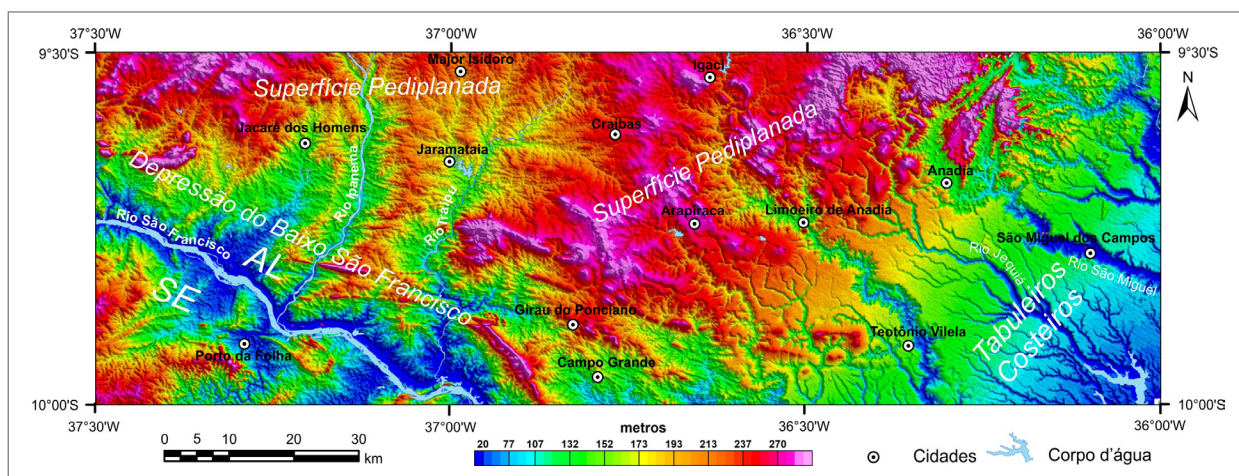 37°30'W 37°00'W 36°30'W 36°00'W
9°30'S 9°30'S
N
Major Isidoro
Igaci
Superfície Pediplanada
Craíbas
Jacaré dos Homens
Jaramataia
Superfície Pediplanada
Anadia
Depressão do Baixo São Francisco
Rio Ipanema
Rio Traipu
Arapiraca
Limoeiro de Anadia
Rio São Francisco
São Miguel dos Campos
AL
Rio Jequiá
Rio São Miguel
SE
Girau do Ponciano
Teotônio Vilela
Tabuleiros
Costeiros
Porto da Folha
Campo Grande
10°00'S 10°00'S
37°30'W 37°00'W 36°30'W 36°00'W
metros
0 5 10 20 30
km
20 77 107 132 152 173 193 213 237 270
Cidades
Corpo d'água